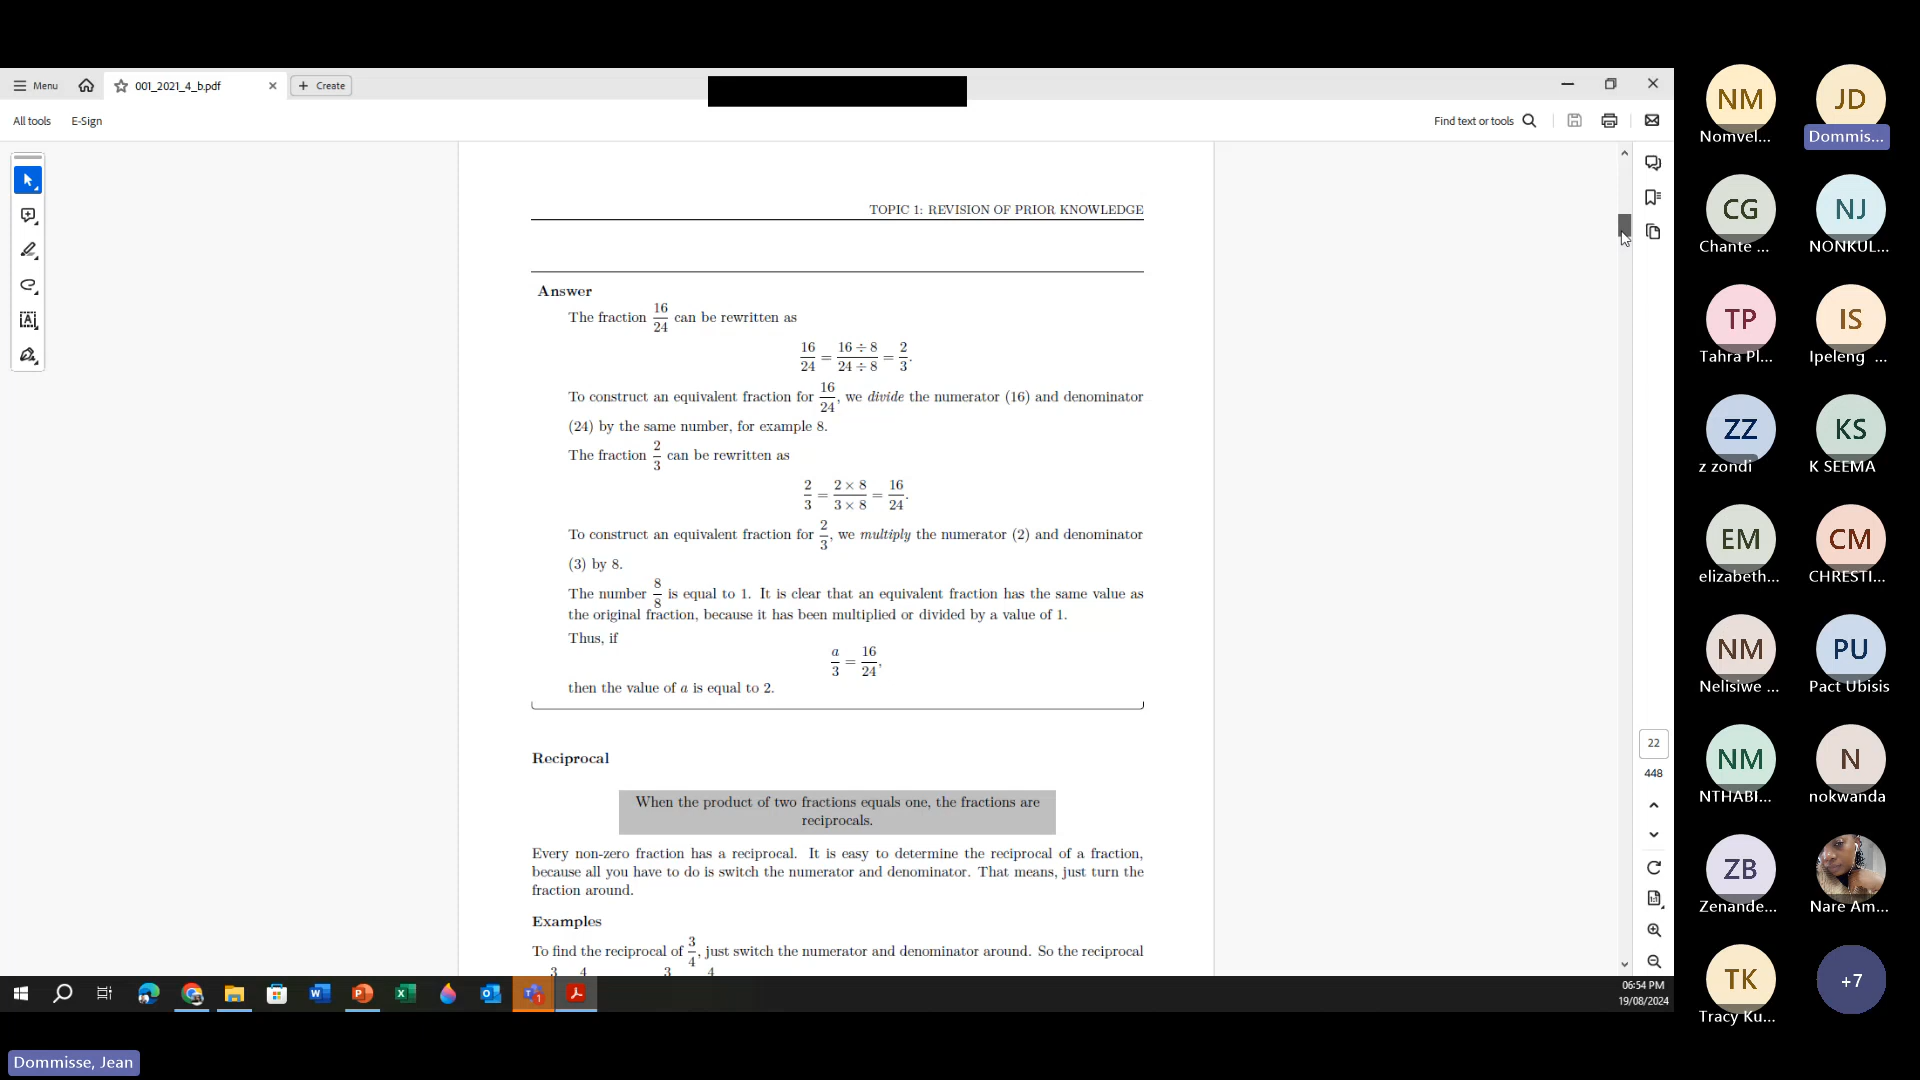 Menu
001_2021_4_b.pdf
Create
All tools
E-Sign
Find text or tools
TOPIC 1: REVISION OF PRIOR KNOWLEDGE
Answer
The fraction 16/24 can be rewritten as
16/24 = 16 ÷ 8/24 ÷ 8 = 2/3.
To construct an equivalent fraction for 16/24, we divide the numerator (16) and denominator
(24) by the same number, for example 8.
The fraction 2/3 can be rewritten as
2/3 = 2 × 8/3 × 8 = 16/24.
To construct an equivalent fraction for 2/3, we multiply the numerator (2) and denominator
(3) by 8.
The number 8/8 is equal to 1. It is clear that an equivalent fraction has the same value as
the original fraction, because it has been multiplied or divided by a value of 1.
Thus, if
a/3 = 16/24,
then the value of a is equal to 2.
Reciprocal
When the product of two fractions equals one, the fractions are
reciprocals.
Every non-zero fraction has a reciprocal. It is easy to determine the reciprocal of a fraction,
because all you have to do is switch the numerator and denominator. That means, just turn the
fraction around.
Examples
To find the reciprocal of 3/4, just switch the numerator and denominator around. So the reciprocal
3 4 3 4
22
448
06:54 PM
19/08/2024
NM
Nomvel...
JD
Dommis...
CG
Chante ...
NJ
NONKUL...
TP
Tahra Pl...
IS
Ipeleng ...
ZZ
z zondi
KS
K SEEMA
EM
elizabeth...
CM
CHRESTI...
NM
Nelisiwe ...
PU
Pact Ubisis
NM
NTHABI...
N
nokwanda
ZB
Zenande...
Nare Am...
TK
Tracy Ku...
+7
Dommisse, Jean